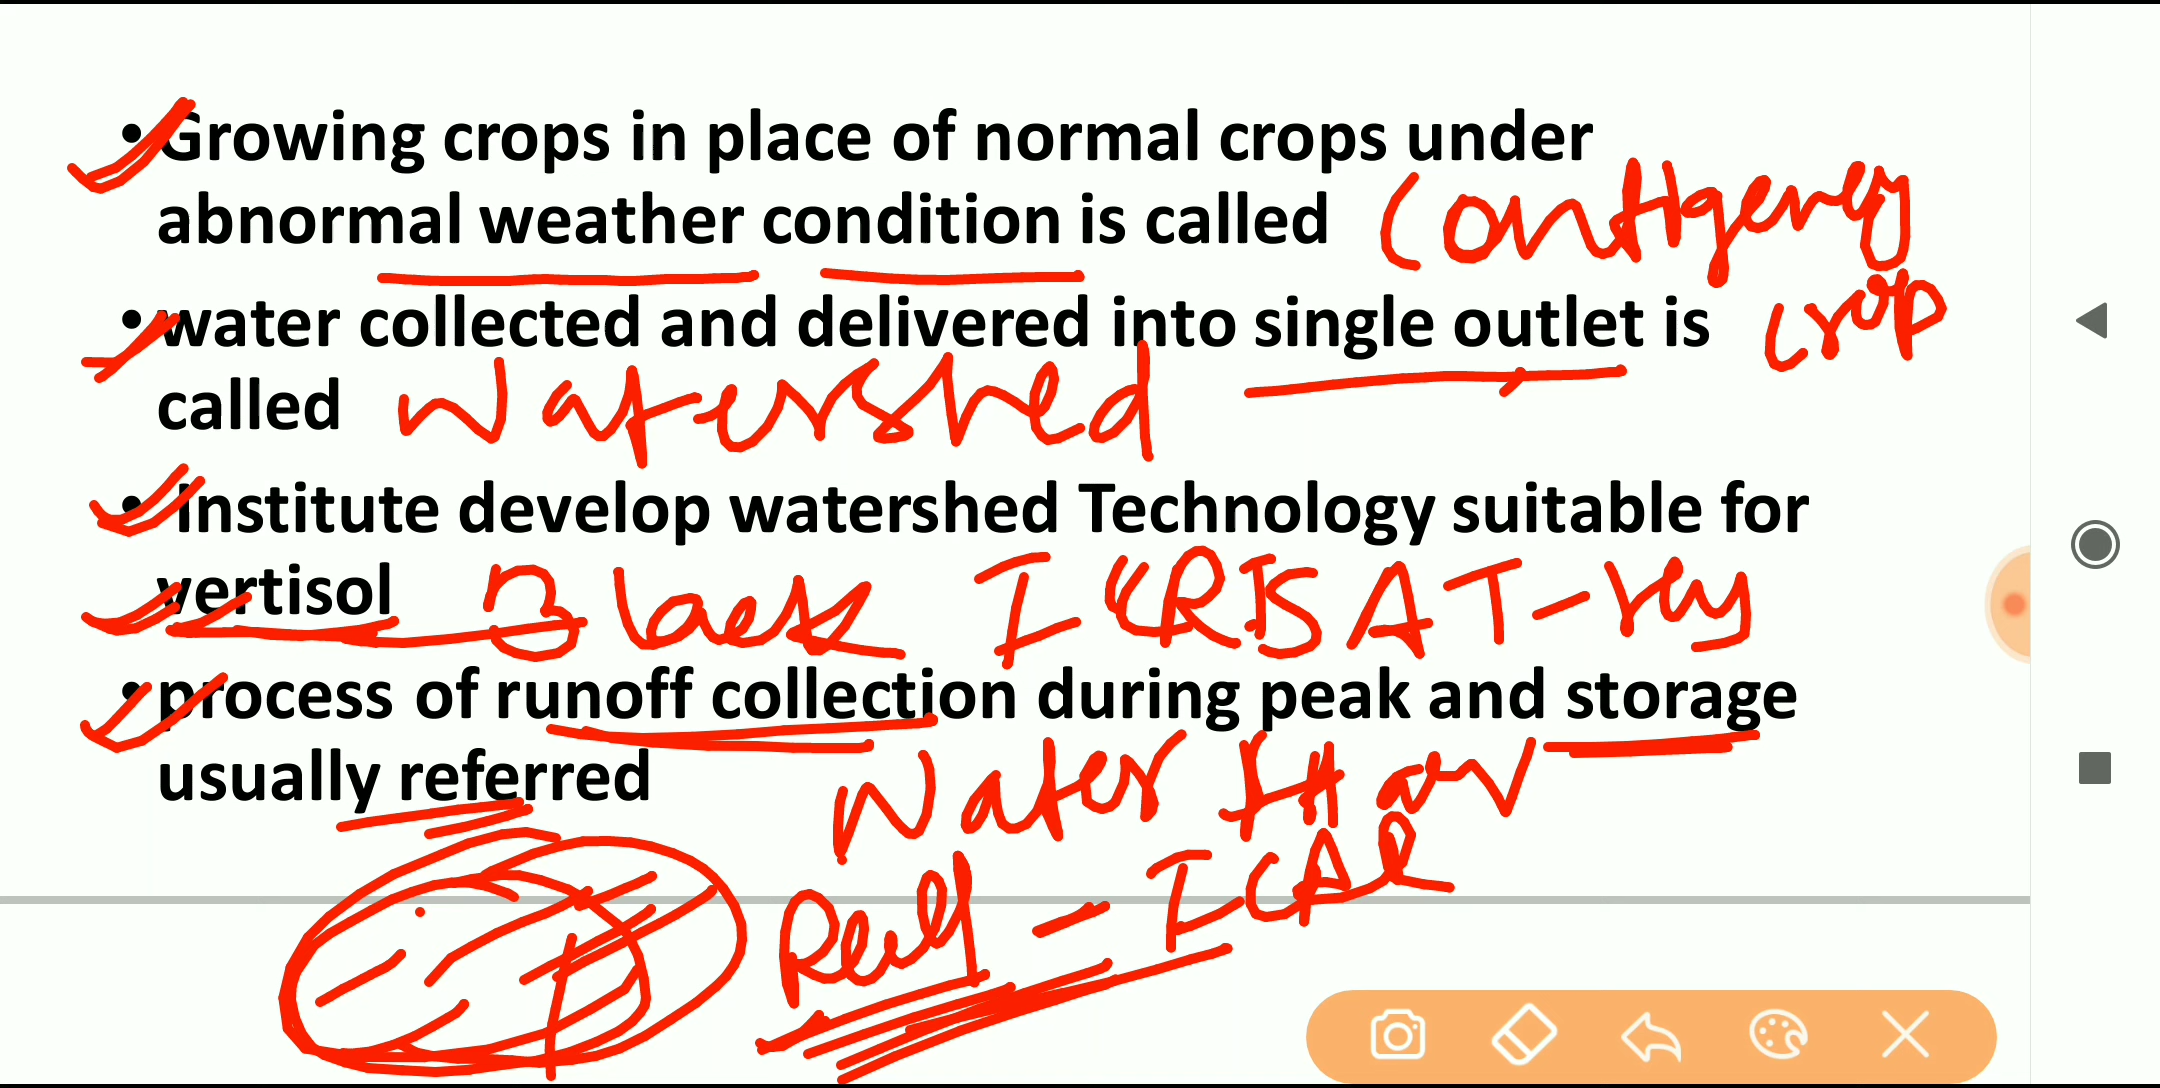 • Growing crops in place of normal crops under
abnormal weather condition is called Contigency
• water collected and delivered into single outlet is crop
called Watershed
• Institute develop watershed Technology suitable for
vertisol Black ICRISAT-
• process of runoff collection during peak and storage
usually referred Water Harv
- ICAR